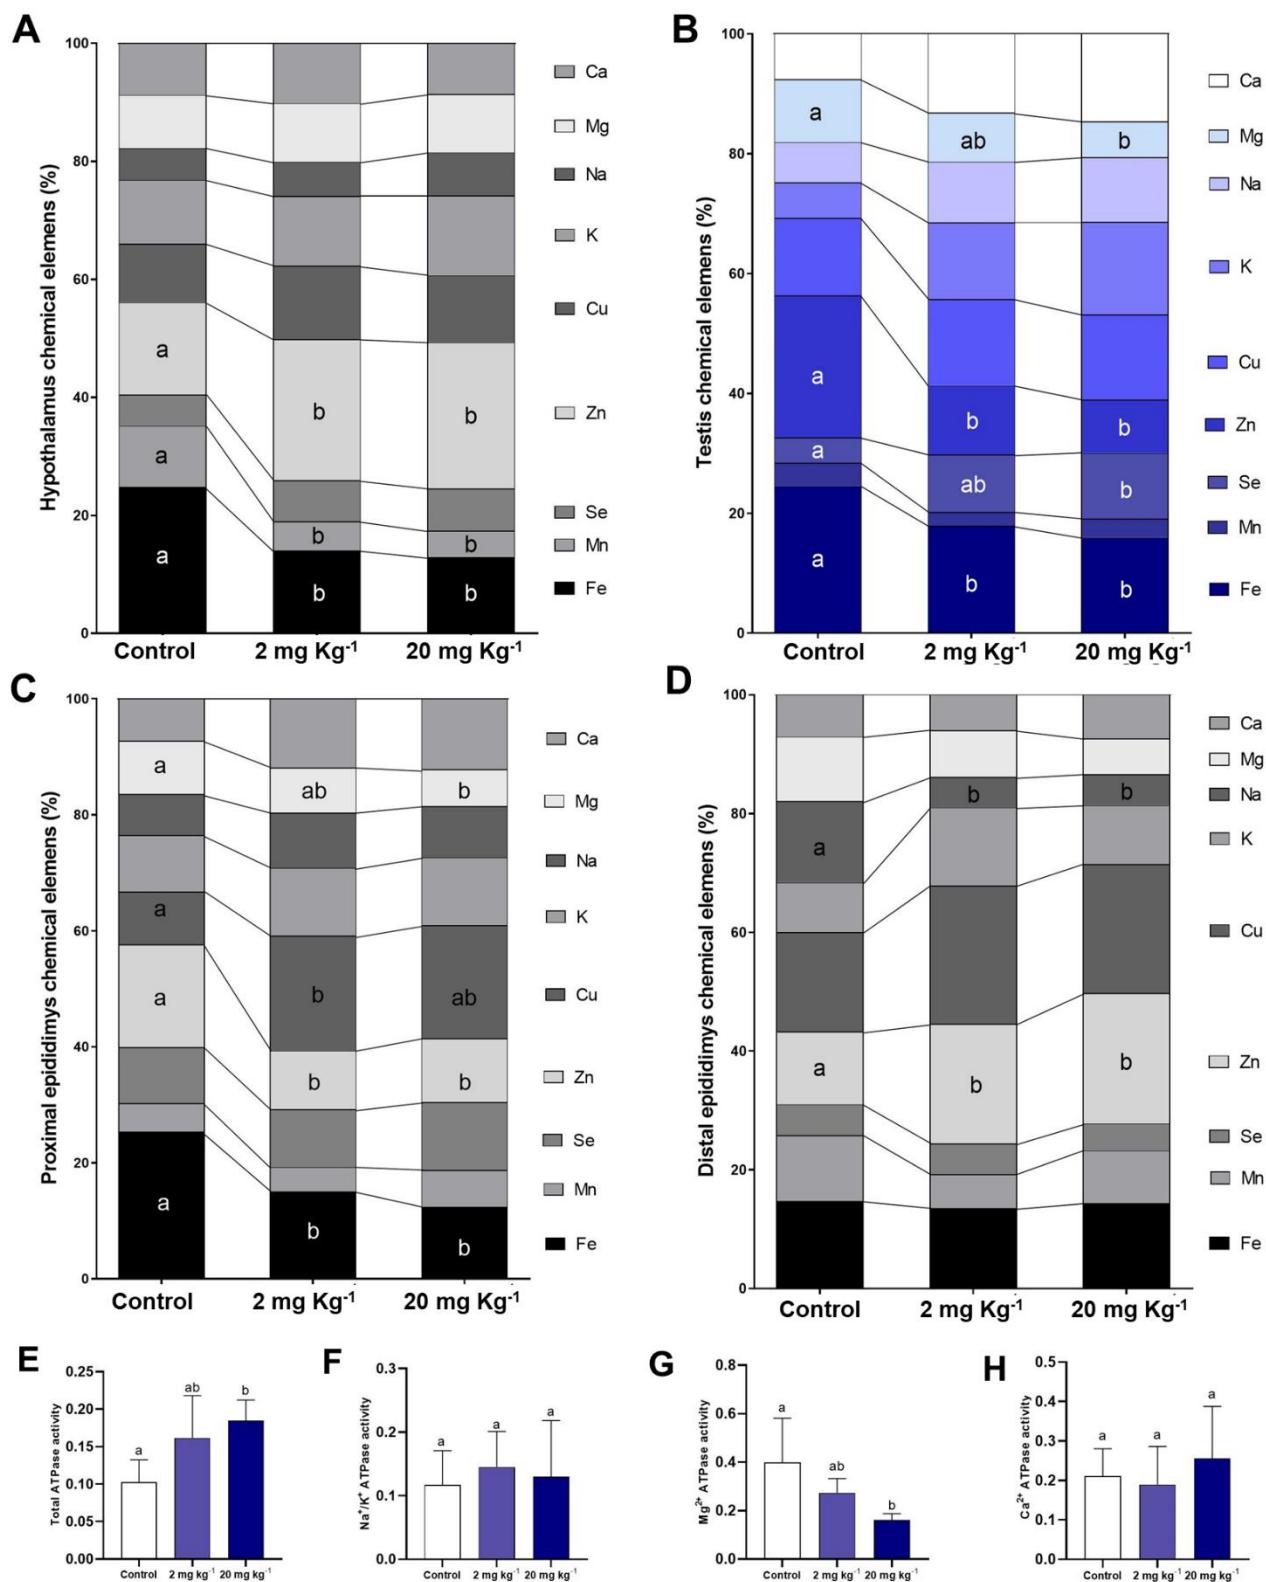 A
Hypothalamus chemical elemens (%)
100
80
60
40
20
0
a
a
a
b
b
b
b
b
b
Control
2 mg Kg⁻¹
20 mg Kg⁻¹
Ca
Mg
Na
K
Cu
Zn
Se
Mn
Fe
B
Testis chemical elemens (%)
100
80
60
40
20
0
a
a
a
a
ab
b
ab
b
b
b
b
b
Control
2 mg Kg⁻¹
20 mg Kg⁻¹
Ca
Mg
Na
K
Cu
Zn
Se
Mn
Fe
C
Proximal epididimys chemical elemens (%)
100
80
60
40
20
0
a
a
a
a
ab
b
b
b
b
ab
b
b
Control
2 mg Kg⁻¹
20 mg Kg⁻¹
Ca
Mg
Na
K
Cu
Zn
Se
Mn
Fe
D
Distal epididimys chemical elemens (%)
100
80
60
40
20
0
a
a
b
b
b
b
Control
2 mg Kg⁻¹
20 mg Kg⁻¹
Ca
Mg
Na
K
Cu
Zn
Se
Mn
Fe
E
Total ATPase activity
0.25
0.20
0.15
0.10
0.05
0.00
a
ab
b
Control
2 mg kg⁻¹
20 mg kg⁻¹
F
Na⁺/K⁺ ATPase activity
0.3
0.2
0.1
0.0
a
a
a
Control
2 mg kg⁻¹
20 mg kg⁻¹
G
Mg²⁺ ATPase activity
0.8
0.6
0.4
0.2
0.0
a
ab
b
Control
2 mg kg⁻¹
20 mg kg⁻¹
H
Ca²⁺ ATPase activity
0.5
0.4
0.3
0.2
0.1
0.0
a
a
a
Control
2 mg kg⁻¹
20 mg kg⁻¹